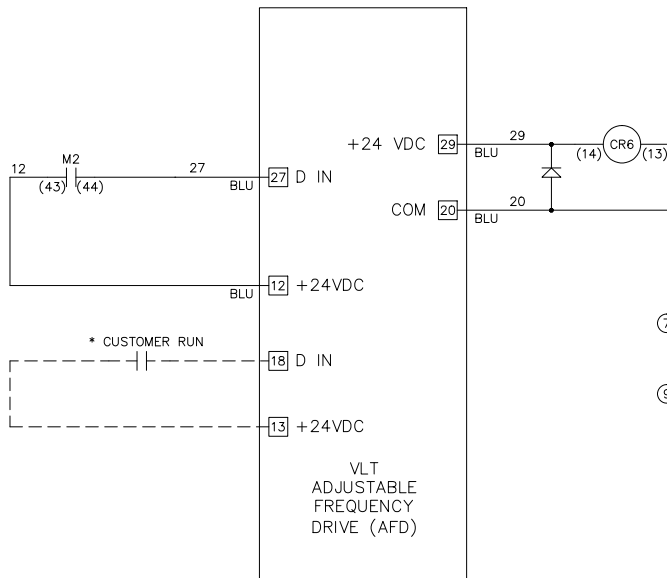 +24 VDC 29 29
BLU (14) CR6 (13)
12 M2 27
(43) (44) BLU 27 D IN
COM 20 20
BLU
BLU 12 +24VDC
* CUSTOMER RUN
18 D IN
13 +24VDC
VLT
ADJUSTABLE
FREQUENCY
DRIVE (AFD)